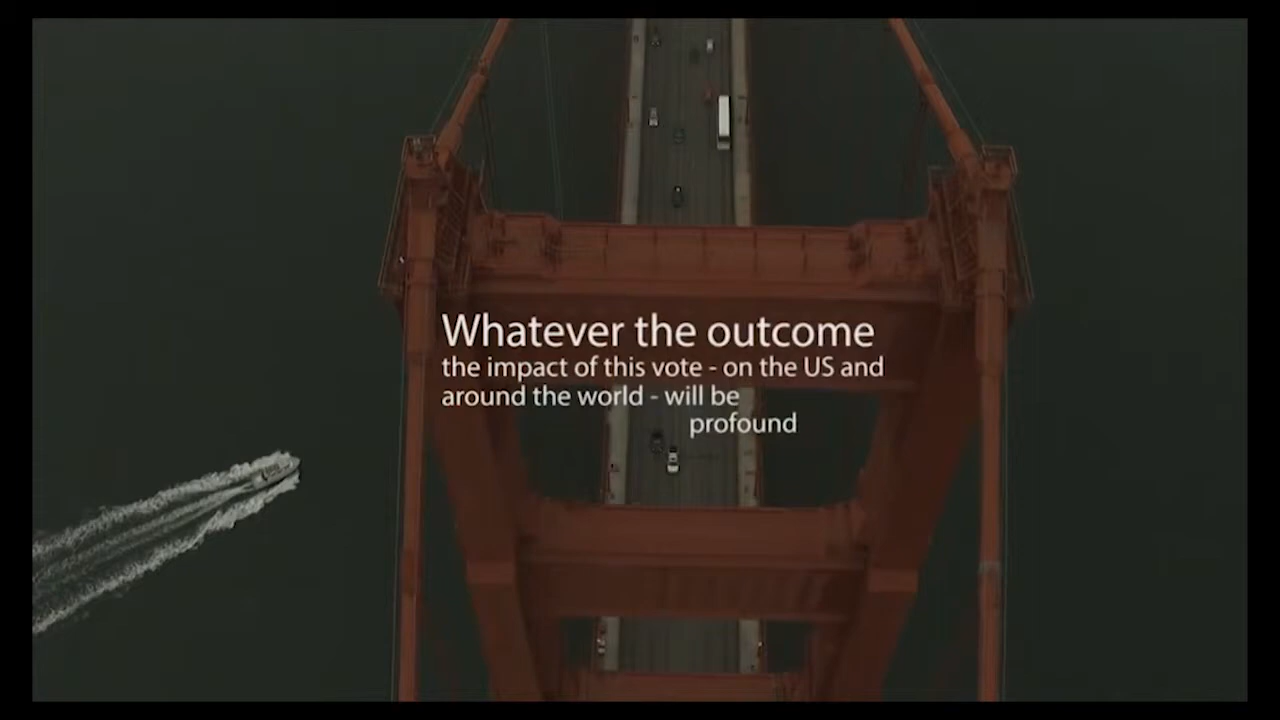 Whatever the outcome
the impact of this vote - on the US and
around the world - will be
profound